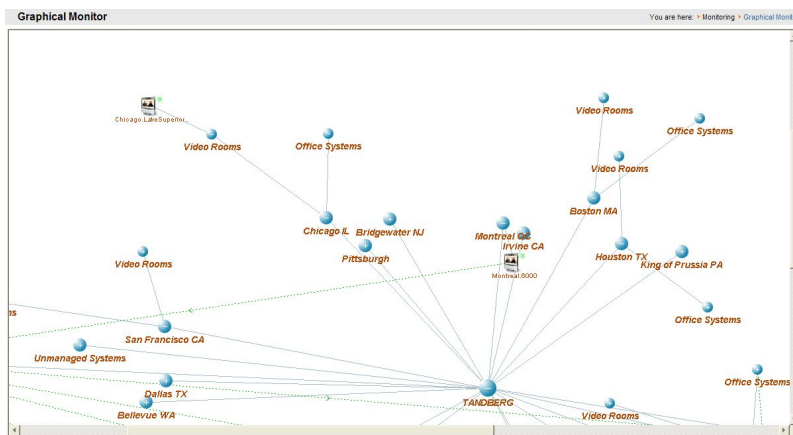 Graphical Monitor
You are here: Monitoring Graphical Monit
Chicago.LakeSuperior..
Video Rooms
Office Systems
Video Rooms
Office Systems
Video Rooms
Boston MA
Chicago IL
Bridgewater NJ
Montreal QC
Irvine CA
Pittsburgh
Houston TX
King of Prussia PA
Video Rooms
Montreal.6000
ns
Office Systems
San Francisco CA
Unmanaged Systems
Office Systems
Dallas TX
TANDBERG
Bellevue WA
Video Rooms